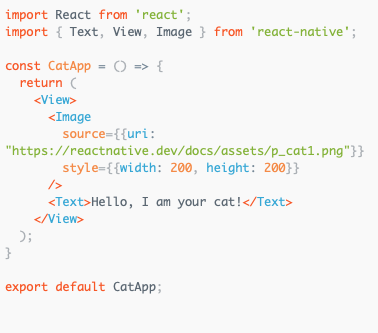 import React from 'react';
import { Text, View, Image } from 'react-native';

const CatApp = () => {
  return (
    <View>
      <Image
        source={{uri:
"https://reactnative.dev/docs/assets/p_cat1.png"}}
        style={{width: 200, height: 200}}
      />
      <Text>Hello, I am your cat!</Text>
    </View>
  );
}

export default CatApp;